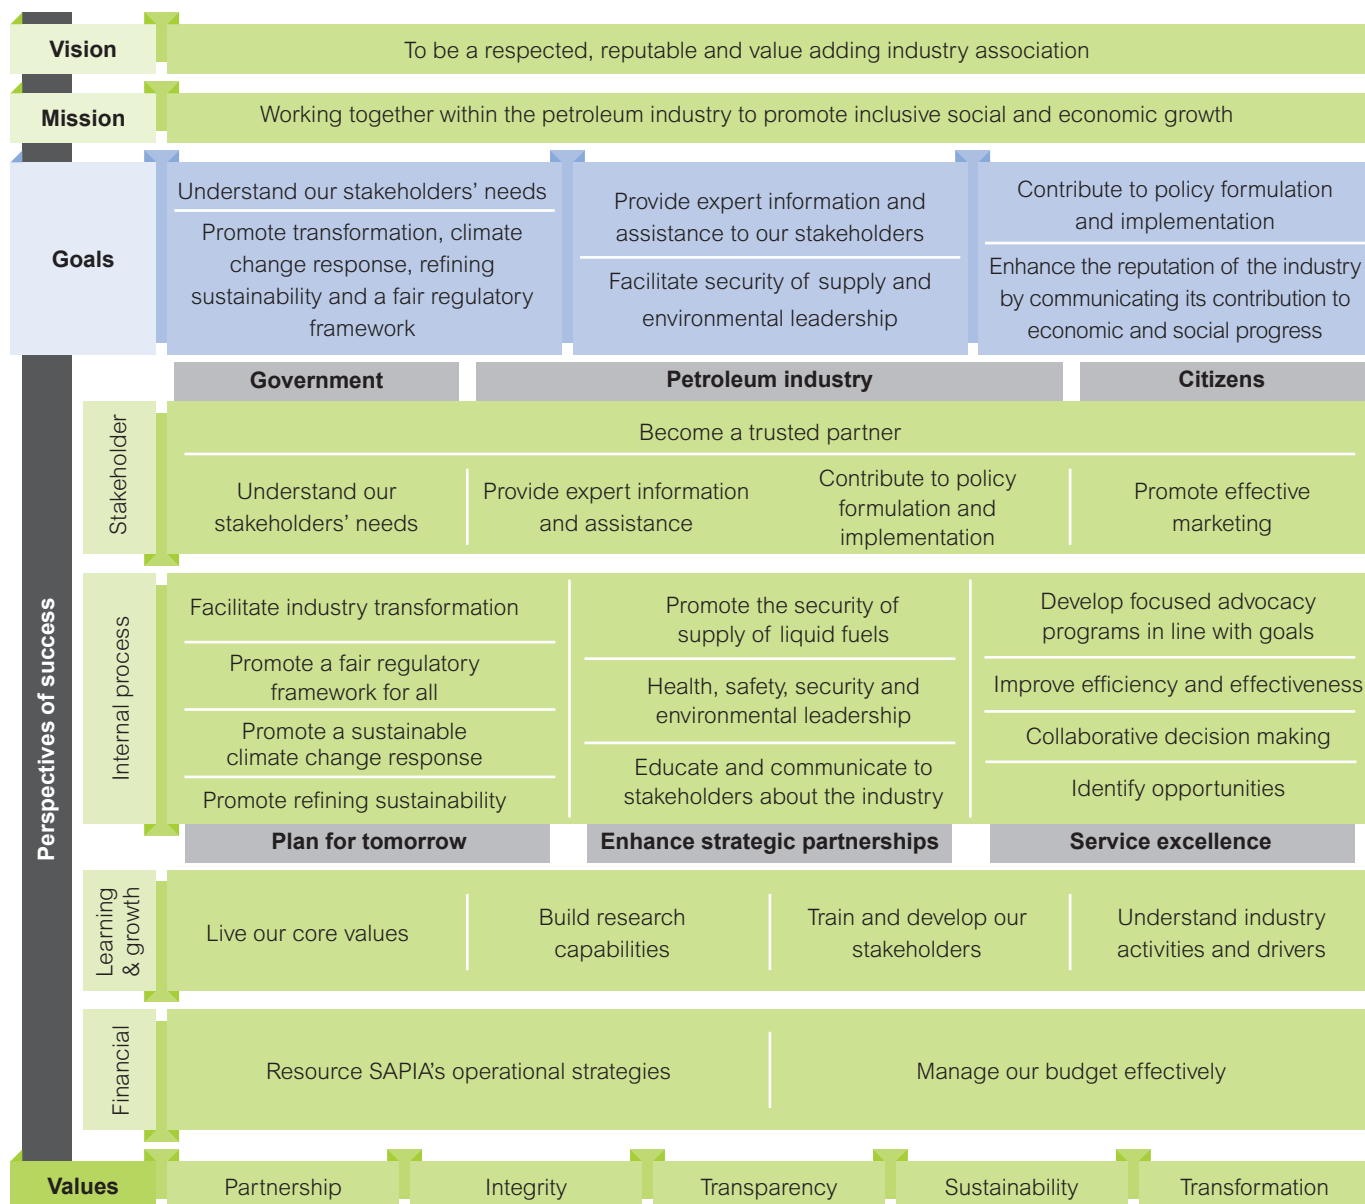 Vision
To be a respected, reputable and value adding industry association
Mission
Working together within the petroleum industry to promote inclusive social and economic growth
Goals
Understand our stakeholders’ needs
Promote transformation, climate
change response, refining
sustainability and a fair regulatory
framework
Provide expert information and
assistance to our stakeholders
Facilitate security of supply and
environmental leadership
Contribute to policy formulation
and implementation
Enhance the reputation of the industry
by communicating its contribution to
economic and social progress
Perspectives of success
Government
Petroleum industry
Citizens
Stakeholder
Become a trusted partner
Understand our
stakeholders’ needs
Provide expert information
and assistance
Contribute to policy
formulation and
implementation
Promote effective
marketing
Internal process
Facilitate industry transformation
Promote a fair regulatory
framework for all
Promote a sustainable
climate change response
Promote refining sustainability
Promote the security of
supply of liquid fuels
Health, safety, security and
environmental leadership
Educate and communicate to
stakeholders about the industry
Develop focused advocacy
programs in line with goals
Improve efficiency and effectiveness
Collaborative decision making
Identify opportunities
Plan for tomorrow
Enhance strategic partnerships
Service excellence
Learning
& growth
Live our core values
Build research
capabilities
Train and develop our
stakeholders
Understand industry
activities and drivers
Financial
Resource SAPIA’s operational strategies
Manage our budget effectively
Values
Partnership
Integrity
Transparency
Sustainability
Transformation